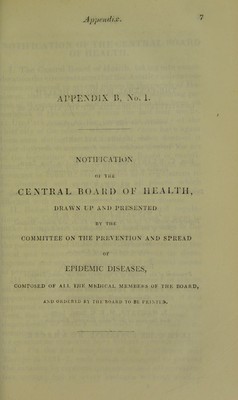 Appendix. 7
APPENDIX B, No. 1.
NOTIFICATION
OF THE
CENTRAL BOARD OF HEALTH,
DRAWN UP AND PRESENTED
BY THE
COMMITTEE ON THE PREVENTION AND SPREAD
OF
EPIDEMIC DISEASES,
COMPOSED OF ALL THE MEDICAL MEMBERS OF THE BOARD,
AND ORDERED BY THE BOARD TO BE PRINTED.